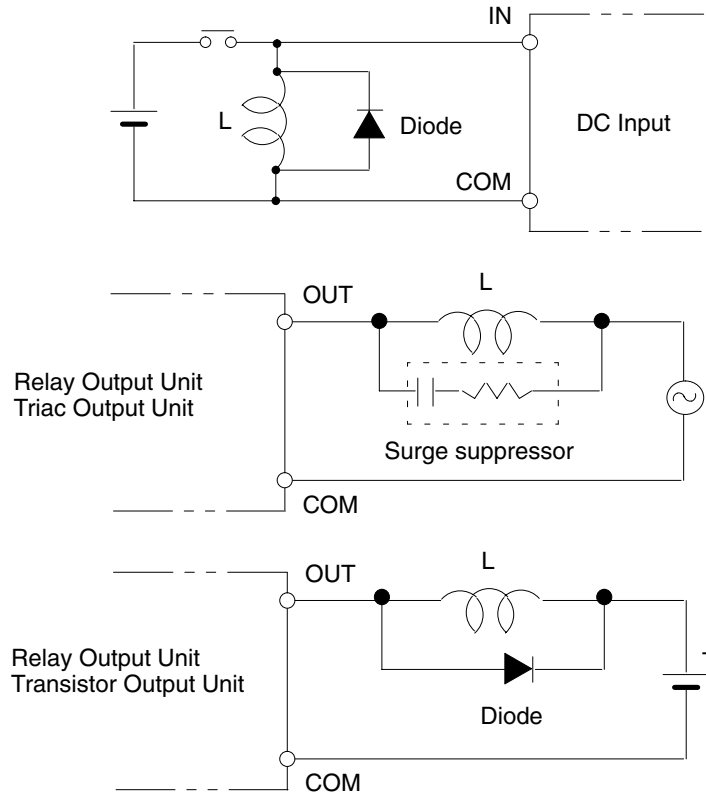 IN
L
Diode
DC Input
COM
OUT
L
Relay Output Unit
Triac Output Unit
Surge suppressor
COM
OUT
L
Relay Output Unit
Transistor Output Unit
Diode
COM